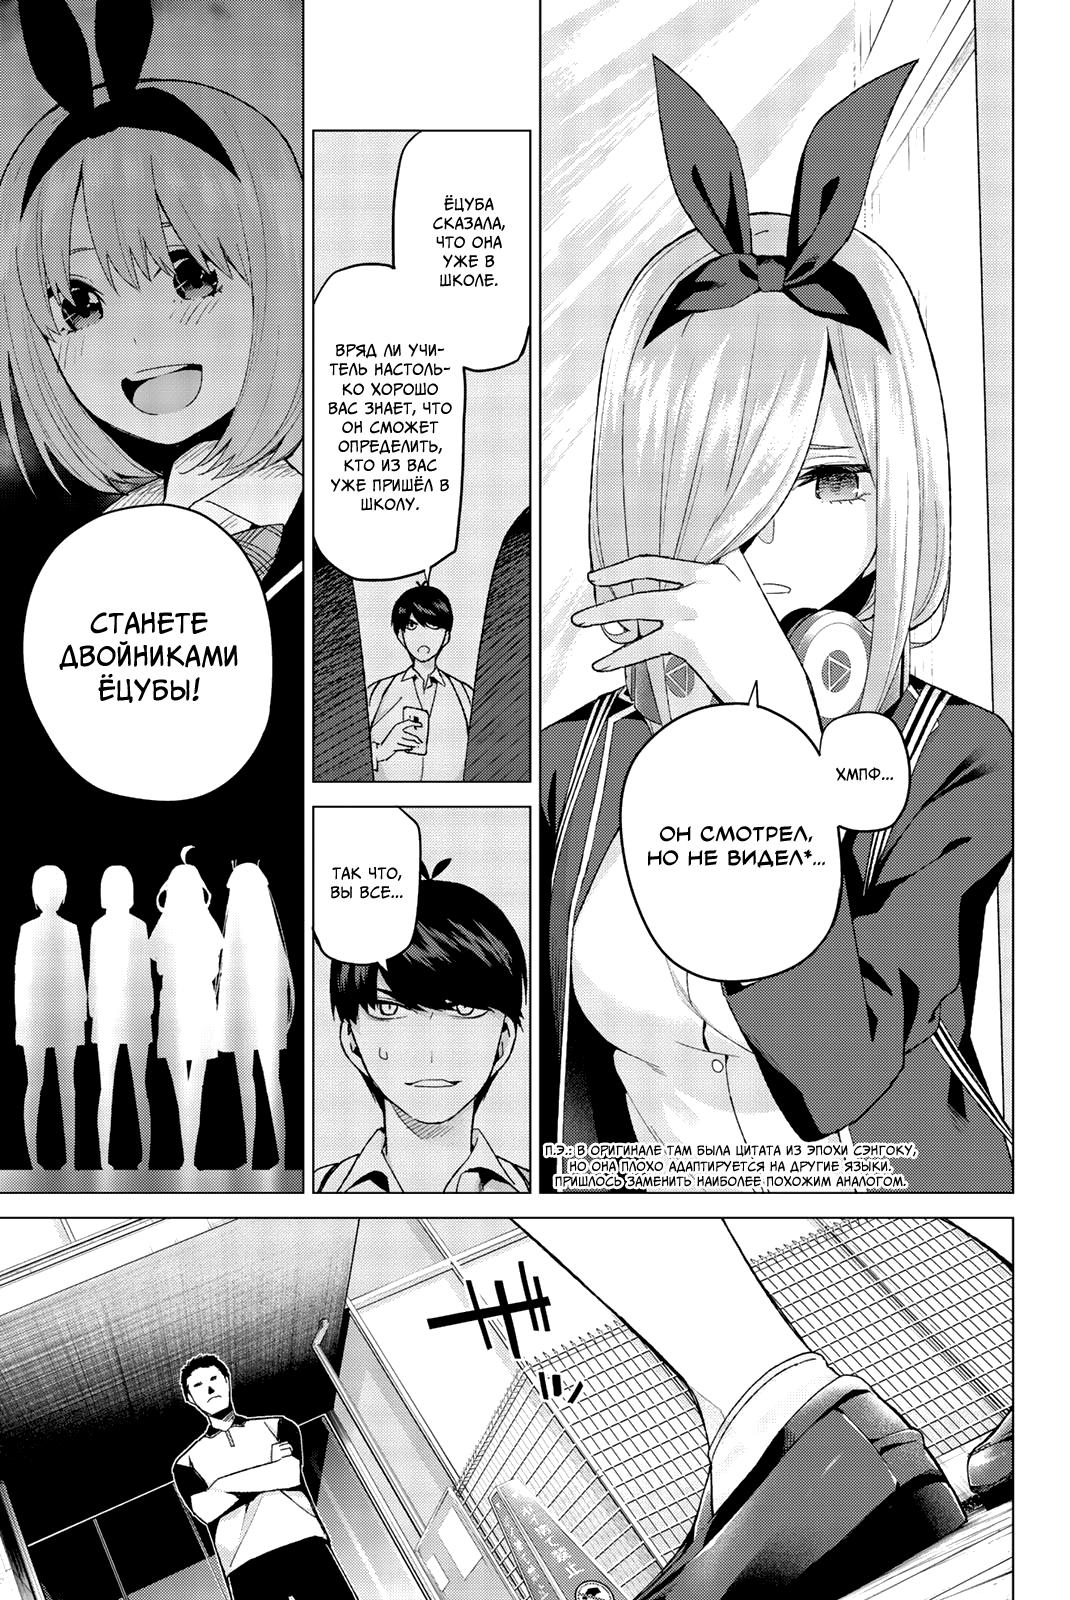 ЁЦУБА
СКАЗАЛА,
ЧТО ОНА
УЖЕ В
ШКОЛЕ.
ВРЯД ЛИ УЧИ-
ТЕЛЬ НАСТОЛЬ-
КО ХОРОШО
ВАС ЗНАЕТ, ЧТО
ОН СМОЖЕТ
ОПРЕДЕЛИТЬ,
КТО ИЗ ВАС
УЖЕ ПРИШЁЛ В
ШКОЛУ.
ТАК ЧТО,
ВЫ ВСЕ...
СТАНЕТЕ
ДВОЙНИКАМИ
ЁЦУБЫ!
ХМПФ...
ОН СМОТРЕЛ,
НО НЕ ВИДЕЛ*...
П.Э.: В ОРИГИНАЛЕ ТАМ БЫЛА ЦИТАТА ИЗ ЭПОХИ СЭНГОКУ,
НО ОНА ПЛОХО АДАПТИРУЕТСЯ НА ДРУГИЕ ЯЗЫКИ.
ПРИШЛОСЬ ЗАМЕНИТЬ НАИБОЛЕЕ ПОХОЖИМ АНАЛОГОМ.